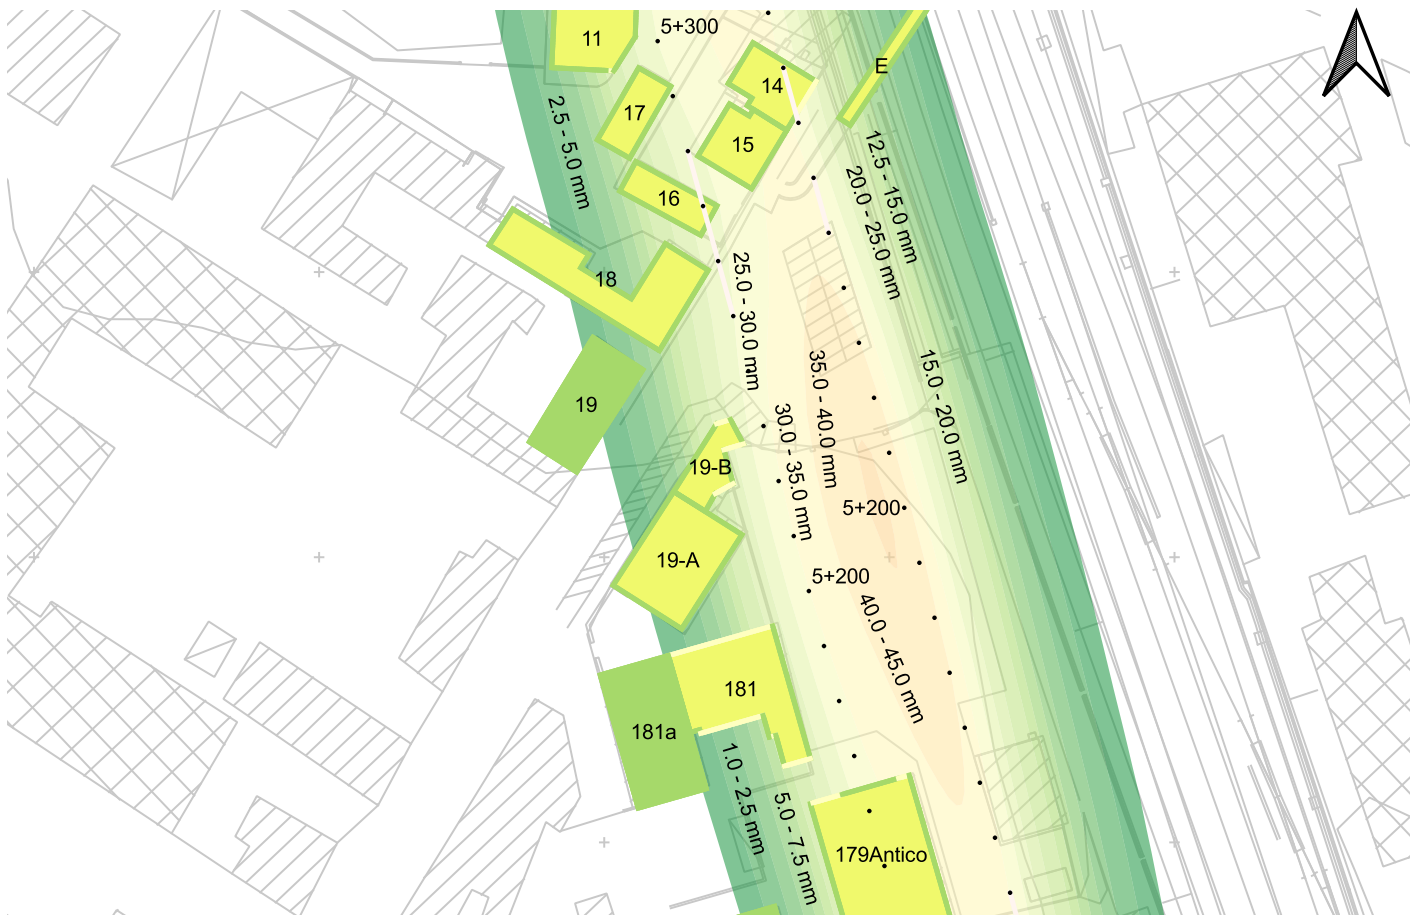 5+300
11
E
14
17
2.5 - 5.0 mm
15
12.5 - 15.0 mm
20.0 - 25.0 mm
16
18
25.0 - 30.0 mm
35.0 - 40.0 mm
15.0 - 20.0 mm
19
30.0 - 35.0 mm
19-B
5+200
19-A
5+200
40.0 - 45.0 mm
181
181a
1.0 - 2.5 mm
5.0 - 7.5 mm
179Antico